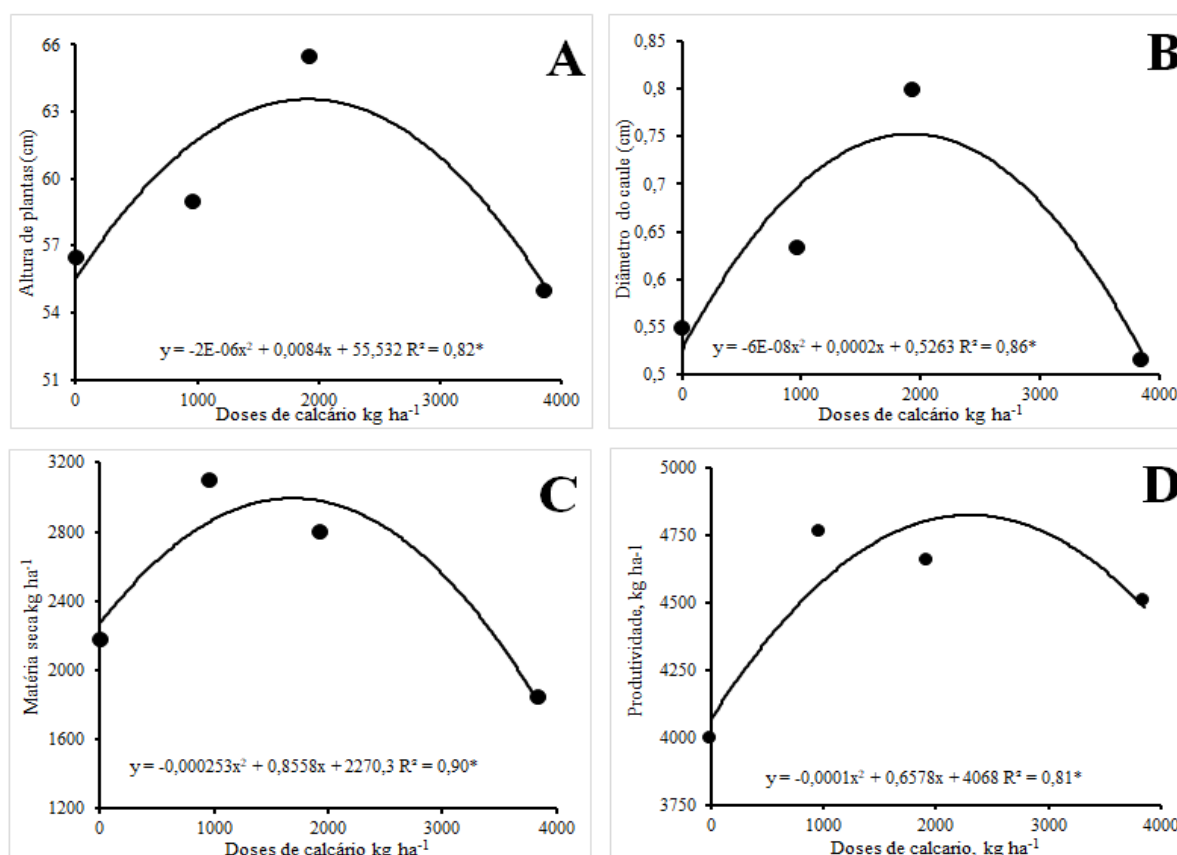 A
Altura de plantas (cm)
66
63
60
57
54
51
y = -2E-06x² + 0,0084x + 55,532 R² = 0,82*
0 1000 2000 3000 4000
Doses de calcário kg ha⁻¹
B
Diâmetro do caule (cm)
0,85
0,8
0,75
0,7
0,65
0,6
0,55
0,5
y = -6E-08x² + 0,0002x + 0,5263 R² = 0,86*
0 1000 2000 3000 4000
Doses de calcário kg ha⁻¹
C
Matéria seca kg ha⁻¹
3200
2800
2400
2000
1600
1200
y = -0,000253x² + 0,8558x + 2270,3 R² = 0,90*
0 1000 2000 3000 4000
Doses de calcário kg ha⁻¹
D
Produtividade, kg ha-1
5000
4750
4500
4250
4000
3750
y = -0,0001x² + 0,6578x + 4068 R² = 0,81*
0 1000 2000 3000 4000
Doses de calcario, kg ha⁻¹